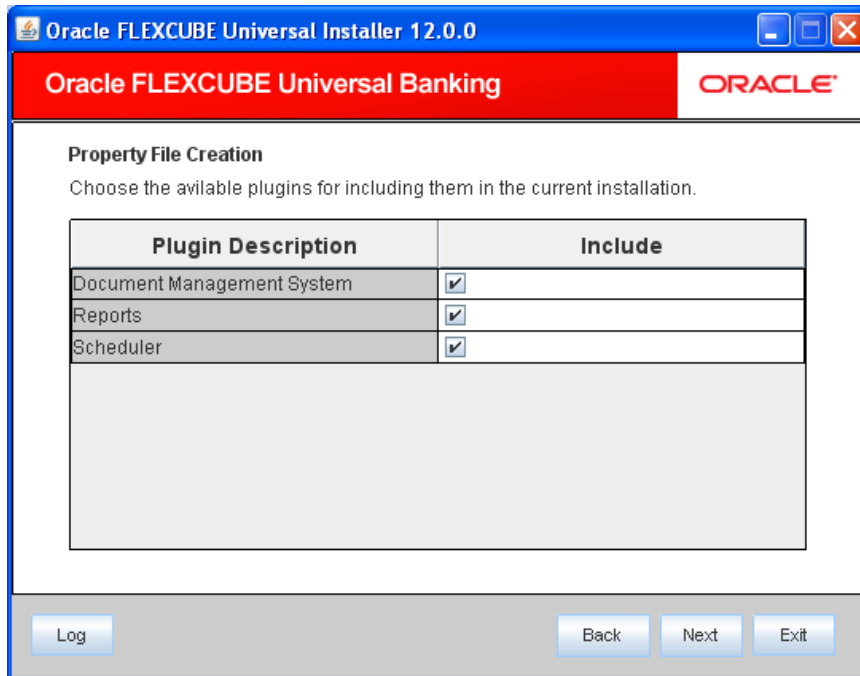 Oracle FLEXCUBE Universal Installer 12.0.0
Oracle FLEXCUBE Universal Banking
ORACLE
Property File Creation
Choose the avilable plugins for including them in the current installation.
Plugin Description Include
Document Management System
Reports
Scheduler
Log Back Next Exit